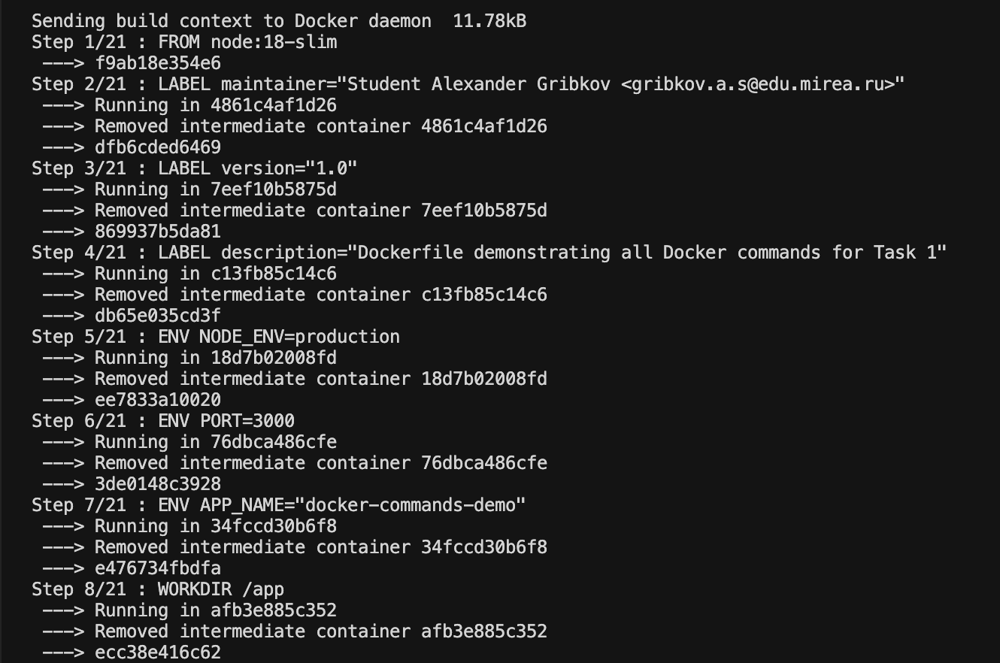 Sending build context to Docker daemon  11.78kB
Step 1/21 : FROM node:18-slim
 ---> f9ab18e354e6
Step 2/21 : LABEL maintainer="Student Alexander Gribkov <gribkov.a.s@edu.mirea.ru>"
 ---> Running in 4861c4af1d26
 ---> Removed intermediate container 4861c4af1d26
 ---> dfb6cded6469
Step 3/21 : LABEL version="1.0"
 ---> Running in 7eef10b5875d
 ---> Removed intermediate container 7eef10b5875d
 ---> 869937b5da81
Step 4/21 : LABEL description="Dockerfile demonstrating all Docker commands for Task 1"
 ---> Running in c13fb85c14c6
 ---> Removed intermediate container c13fb85c14c6
 ---> db65e035cd3f
Step 5/21 : ENV NODE_ENV=production
 ---> Running in 18d7b02008fd
 ---> Removed intermediate container 18d7b02008fd
 ---> ee7833a10020
Step 6/21 : ENV PORT=3000
 ---> Running in 76dbca486cfe
 ---> Removed intermediate container 76dbca486cfe
 ---> 3de0148c3928
Step 7/21 : ENV APP_NAME="docker-commands-demo"
 ---> Running in 34fccd30b6f8
 ---> Removed intermediate container 34fccd30b6f8
 ---> e476734fbdfa
Step 8/21 : WORKDIR /app
 ---> Running in afb3e885c352
 ---> Removed intermediate container afb3e885c352
 ---> ecc38e416c62